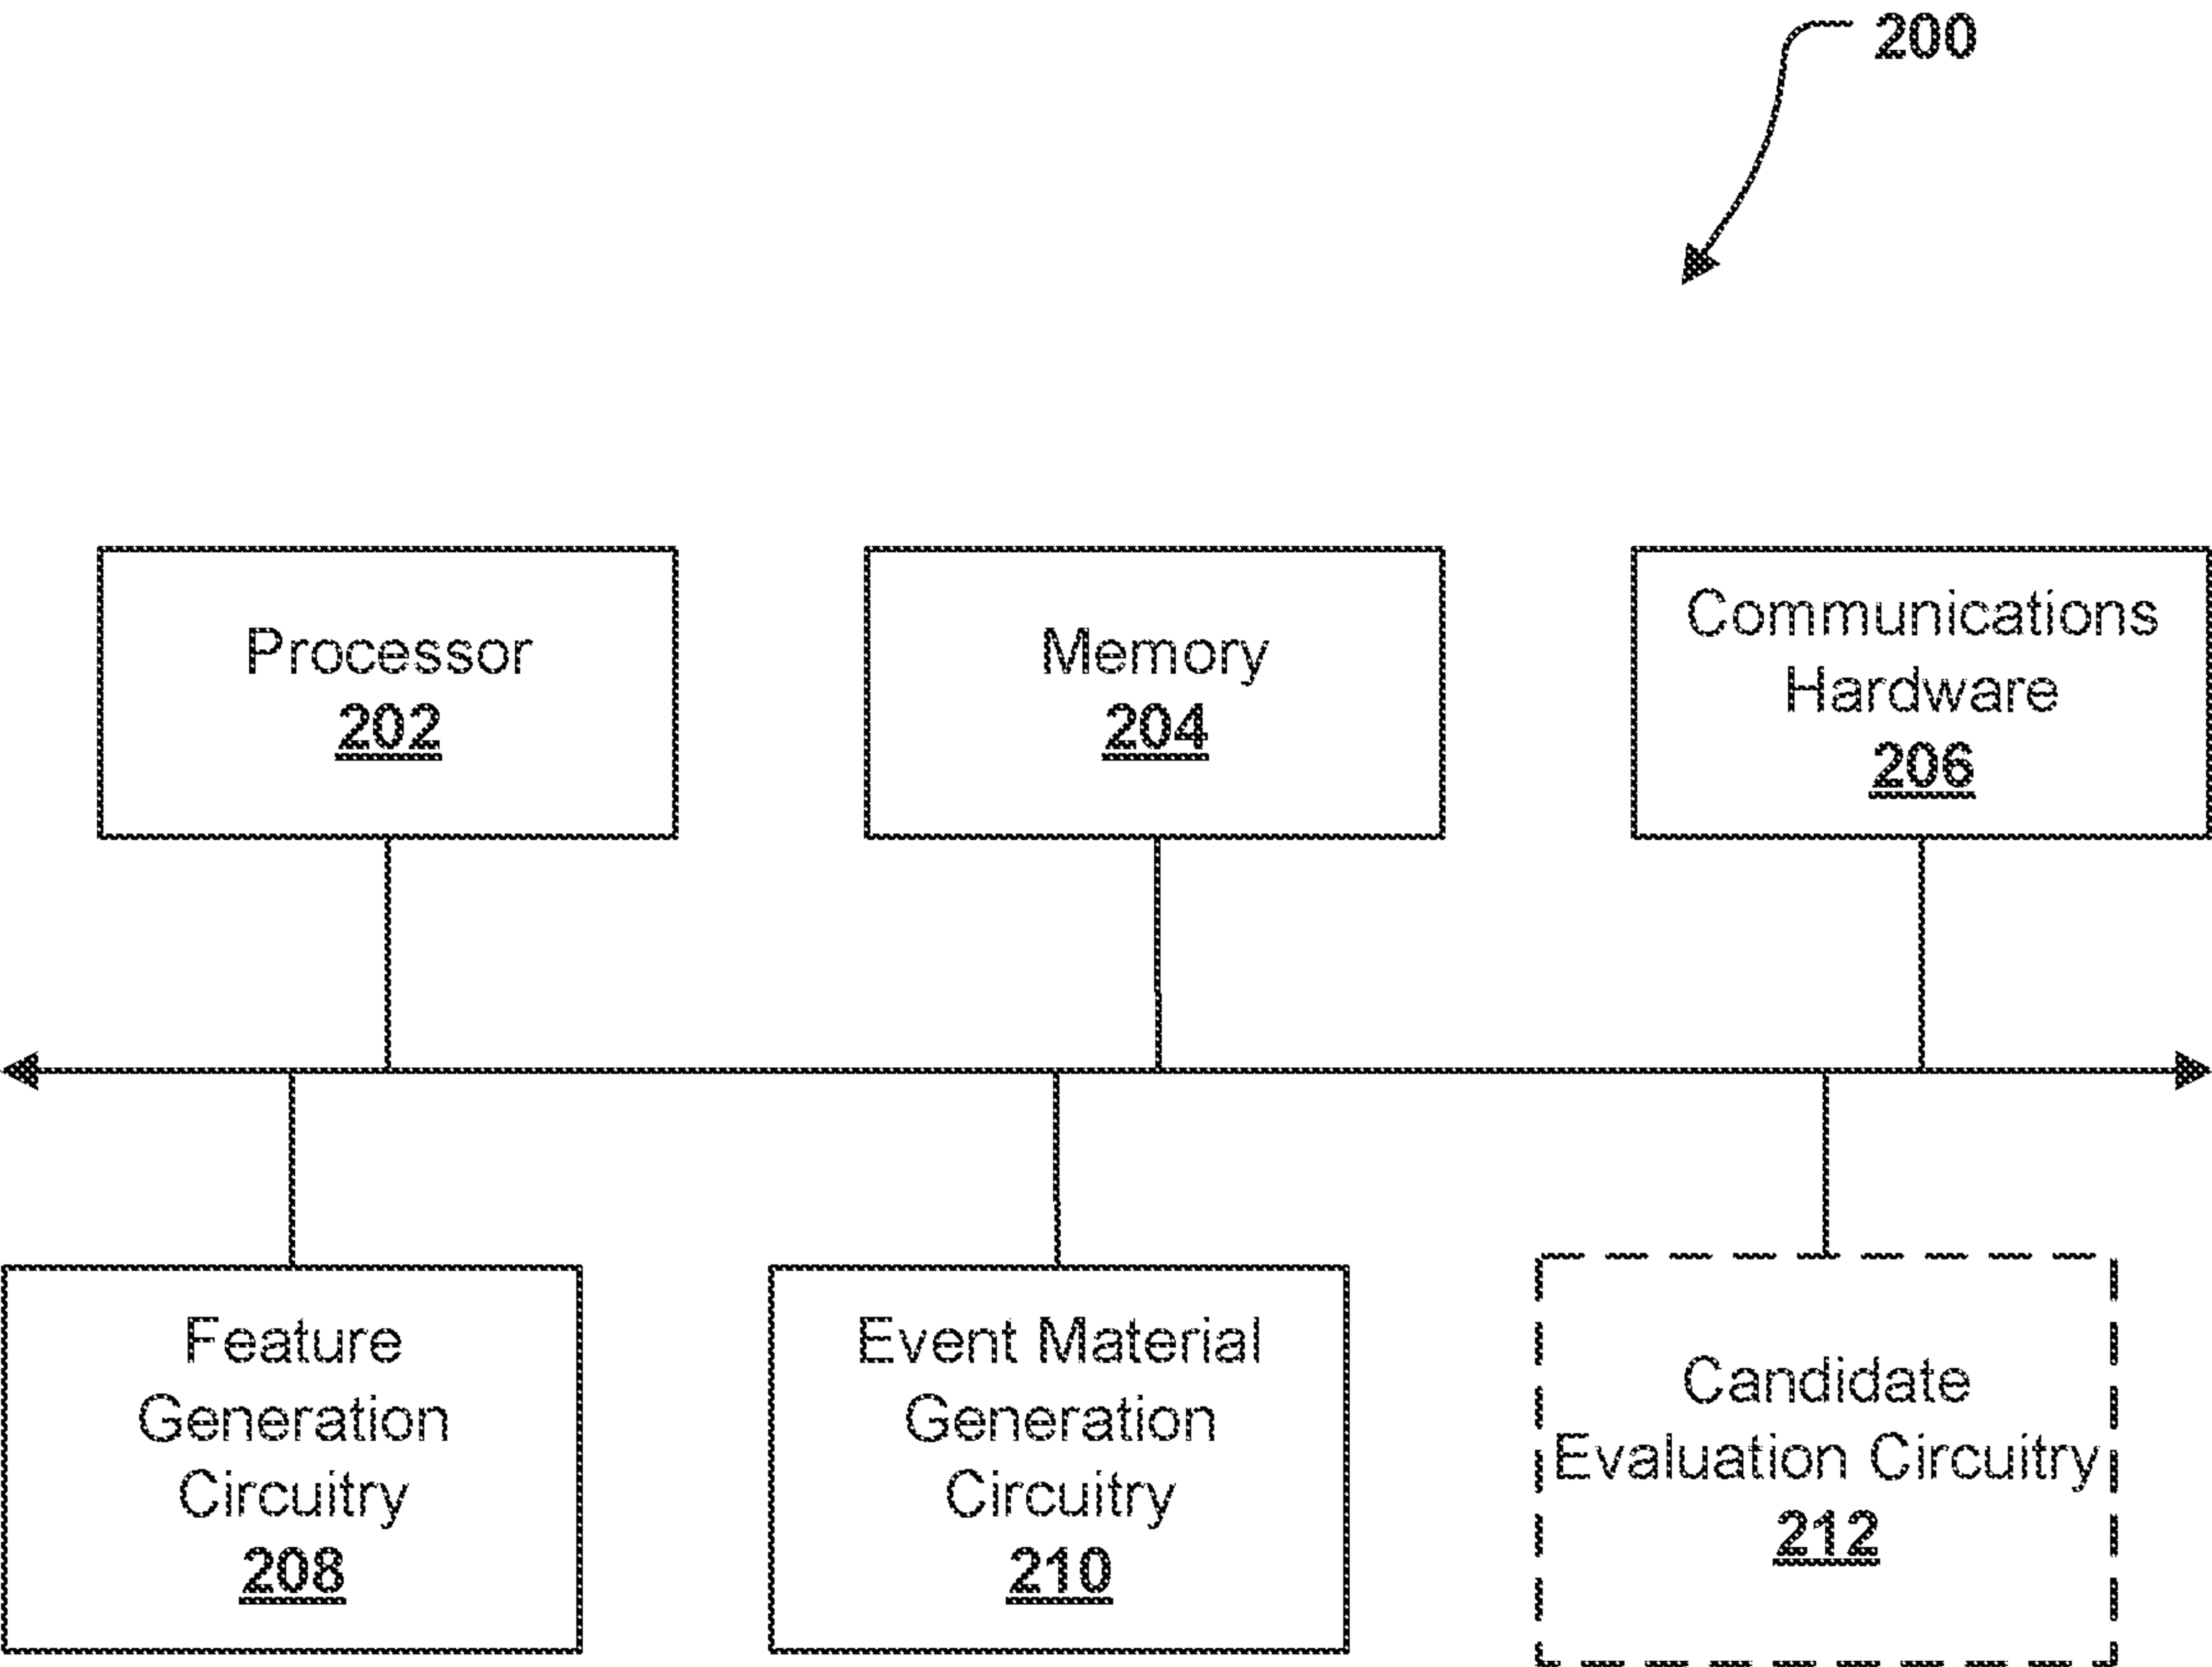 200
Processor
202
Memory
204
Communications
Hardware
206
Feature
Generation
Circuitry
208
Event Material
Generation
Circuitry
210
Candidate
Evaluation Circuitry
212